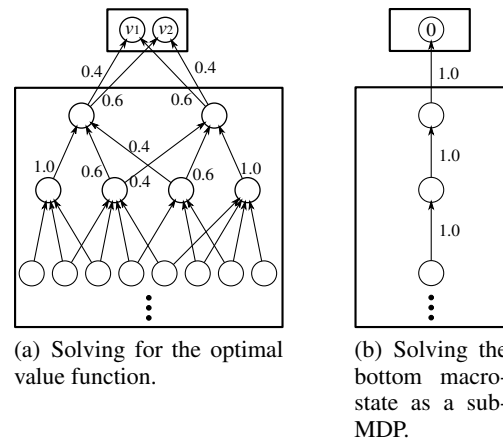 v1 v2
0
0.4 0.4
0.6 0.6
1.0
0.4
1.0 0.6 0.4 0.6 1.0
1.0
1.0
(a) Solving for the optimal
value function.
(b) Solving the
bottom macro-
state as a sub-
MDP.